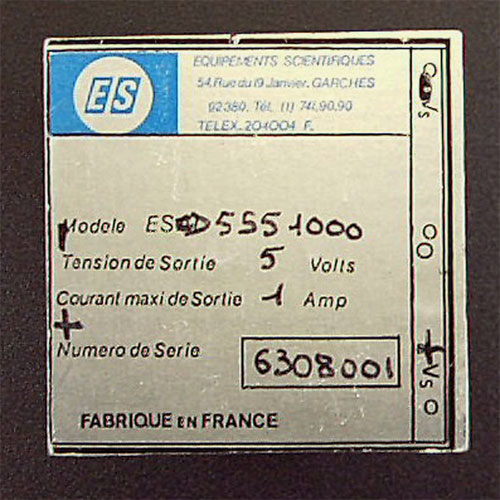 ES
EQUIPEMENTS SCIENTIFIQUES
54, Rue du 19 Janvier. GARCHES
92380. Tél. (1) 741.90.90
TELEX. 204004 F.
Modele ES 5S5 1000
Tension de Sortie 5 Volts
Courant maxi de Sortie 1 Amp
+
Numero de Serie 6308001
FABRIQUE EN FRANCE
Vs
+Vs